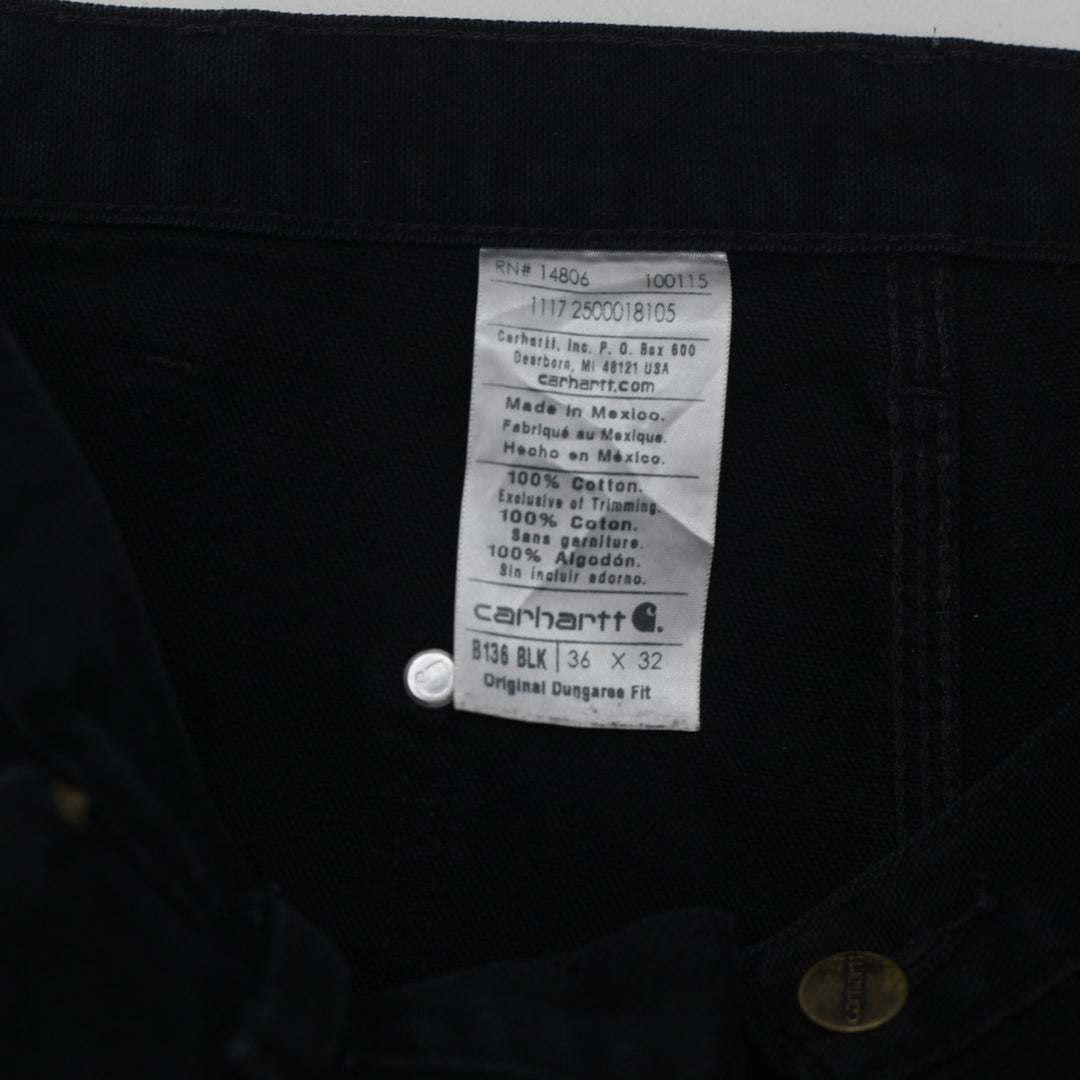 RN# 14806 100115
1117 2500018105
Carhartt, Inc. P. O. Box 600
Dearborn, MI 48121 USA
carhartt.com
Made in Mexico.
Fabriqué au Mexique.
Hecho en México.
100% Cotton.
Exclusive of Trimming.
100% Coton.
Sans garniture.
100% Algodón.
Sin incluir adorno.
carhartt
B136 BLK 36 X 32
Original Dungaree Fit
carhartt